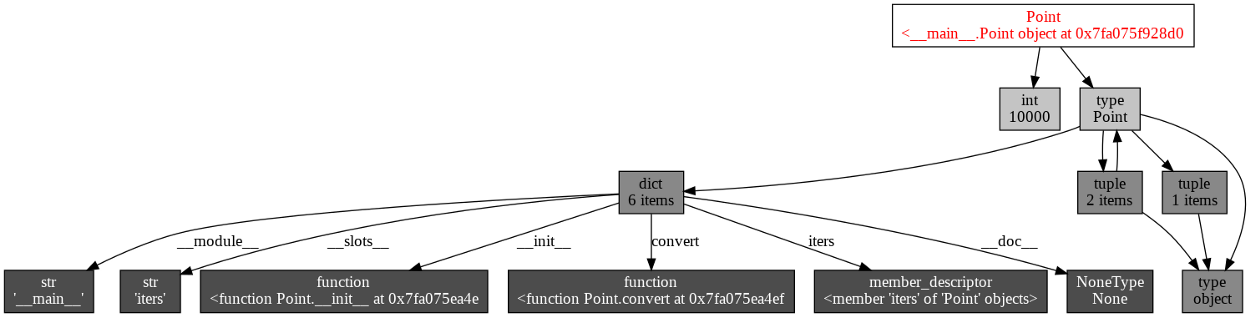 Point
<__main__.Point object at 0x7fa075f928d0
int
10000
type
Point
dict
6 items
tuple
2 items
tuple
1 items
__module__
__slots__
__init__
convert
iters
__doc__
str
'__main__'
str
'iters'
function
<function Point.__init__ at 0x7fa075ea4e
function
<function Point.convert at 0x7fa075ea4ef
member_descriptor
<member 'iters' of 'Point' objects>
NoneType
None
type
object